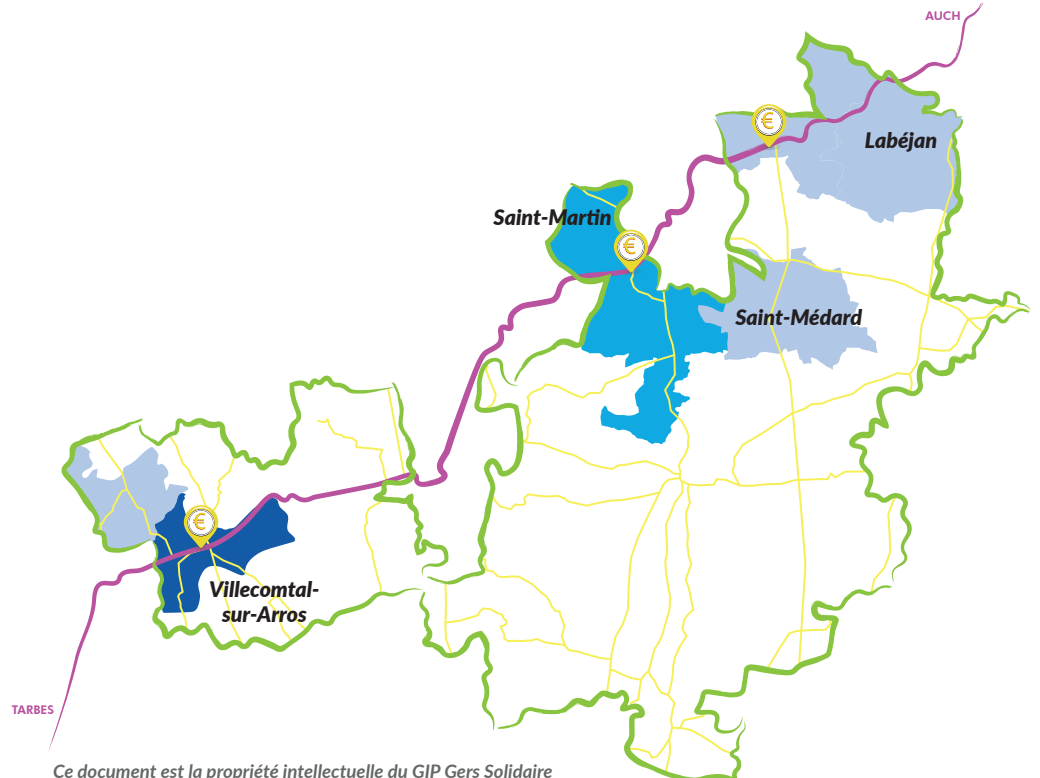 AUCH
Labéjan
Saint-Martin
€
€
Saint-Médard
€
Villecomtal-
sur-Arros
TARBES
Ce document est la propriété intellectuelle du GIP Gers Solidaire